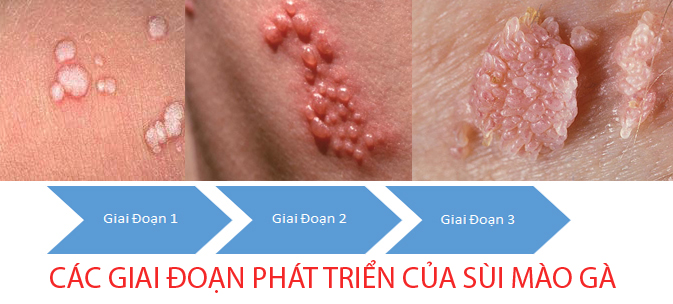 Giai Đoạn 1
Giai Đoạn 2
Giai Đoạn 3
CÁC GIAI ĐOẠN PHÁT TRIỂN CỦA SÙI MÀO GÀ